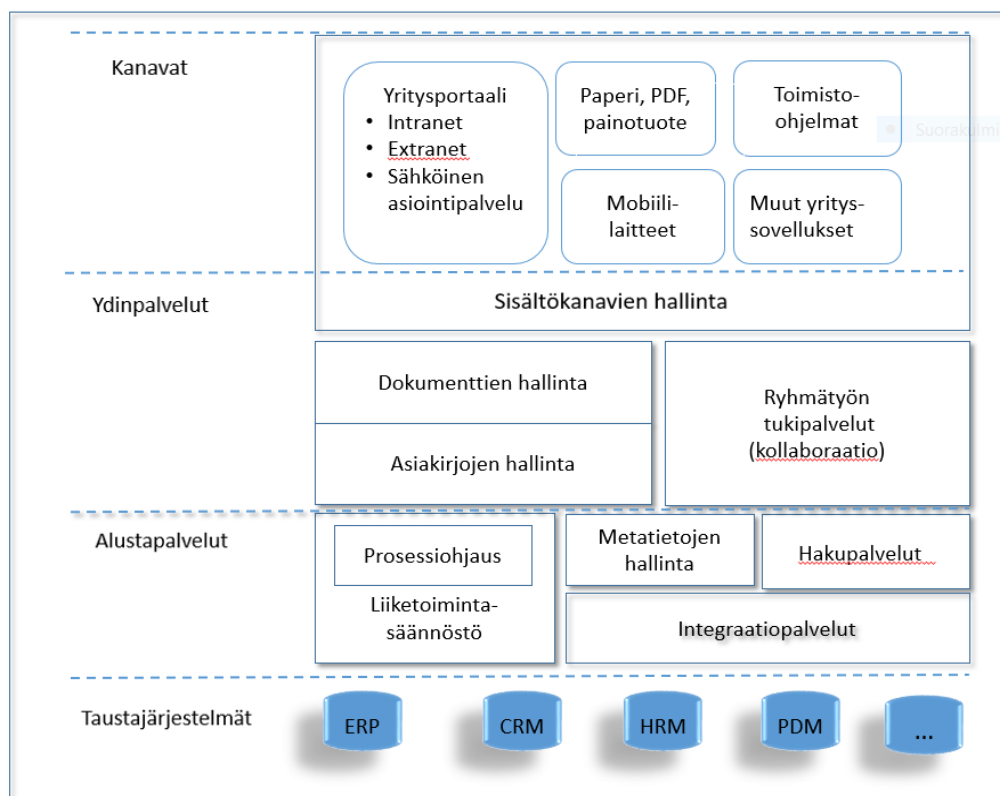 Kanavat
Yritysportaali
• Intranet
• Extranet
• Sähköinen
asiointipalvelu
Paperi, PDF,
painotuote
Toimisto-
ohjelmat
Mobiili-
laitteet
Muut yritys-
sovellukset
Ydinpalvelut
Sisältökanavien hallinta
Dokumenttien hallinta
Asiakirjojen hallinta
Ryhmätyön
tukipalvelut
(kollaboraatio)
Alustapalvelut
Prosessiohjaus
Liiketoiminta-
säännöstö
Metatietojen
hallinta
Hakupalvelut
Integraatiopalvelut
Taustajärjestelmät
ERP
CRM
HRM
PDM
...